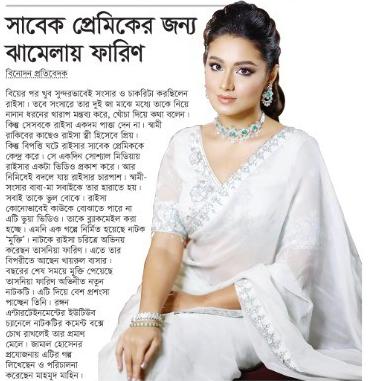 সাবেক প্রেমিকের জন্য
ঝামেলায় ফারিণ
বিনোদন প্রতিবেদক
বিয়ের পর খুব সুন্দরভাবেই সংসার ও চাকরিটা করছিলেন
রাইসা। তবে সংসারে তার দুই জা মাঝে মধ্যে তাকে নিয়ে
নানান ধরনের খারাপ মন্তব্য করে, খোঁচা দিয়ে কথা বলেন।
কিন্তু সেসবকে রাইসা একদম পাত্তা দেন না। স্বামী
রাকিবের কাছেও রাইসা স্ত্রী হিসেবে প্রিয়।
কিন্তু বিপত্তি ঘটে রাইসার সাবেক প্রেমিককে
কেন্দ্র করে। সে একদিন সোশ্যাল মিডিয়ায়
রাইসার একটা ভিডিও প্রকাশ করে। আর
নিমিষেই বদলে যায় রাইসার চারপাশ। স্বামী-
সংসার বাবা-মা সবাইকে তার হারাতে হয়।
সবাই তাকে ভুল বোঝে। রাইসা
কোনোভাবেই কাউকে বোঝাতে পারে না
এটি ভুয়া ভিডিও। তাকে ব্ল্যাকমেইল করা
হচ্ছে। এমনি এক গল্পে নির্মিত হয়েছে নাটক
'মুক্তি'। নাটকে রাইসা চরিত্রে অভিনয়
করেছেন তাসনিয়া ফারিণ। এতে তার
বিপরীতে আছেন খায়রুল বাসার।
বছরের শেষ সময়ে মুক্তি পেয়েছে
তাসনিয়া ফারিণ অভিনীত নতুন
নাটকটি। এটি দিয়ে বেশ প্রশংসা
পাচ্ছেন তিনি। রঙ্গন
এন্টারটেইনমেন্টের ইউটিউব
চ্যানেলে নাটকটির কমেন্ট বক্সে
চোখ রাখলেই তার প্রমাণ
মেলে। জামাল হোসেনর
প্রযোজনায় এটির গল্প
লিখেছেন ও পরিচালনা
করেছেন মাহমুদ মাহিন।